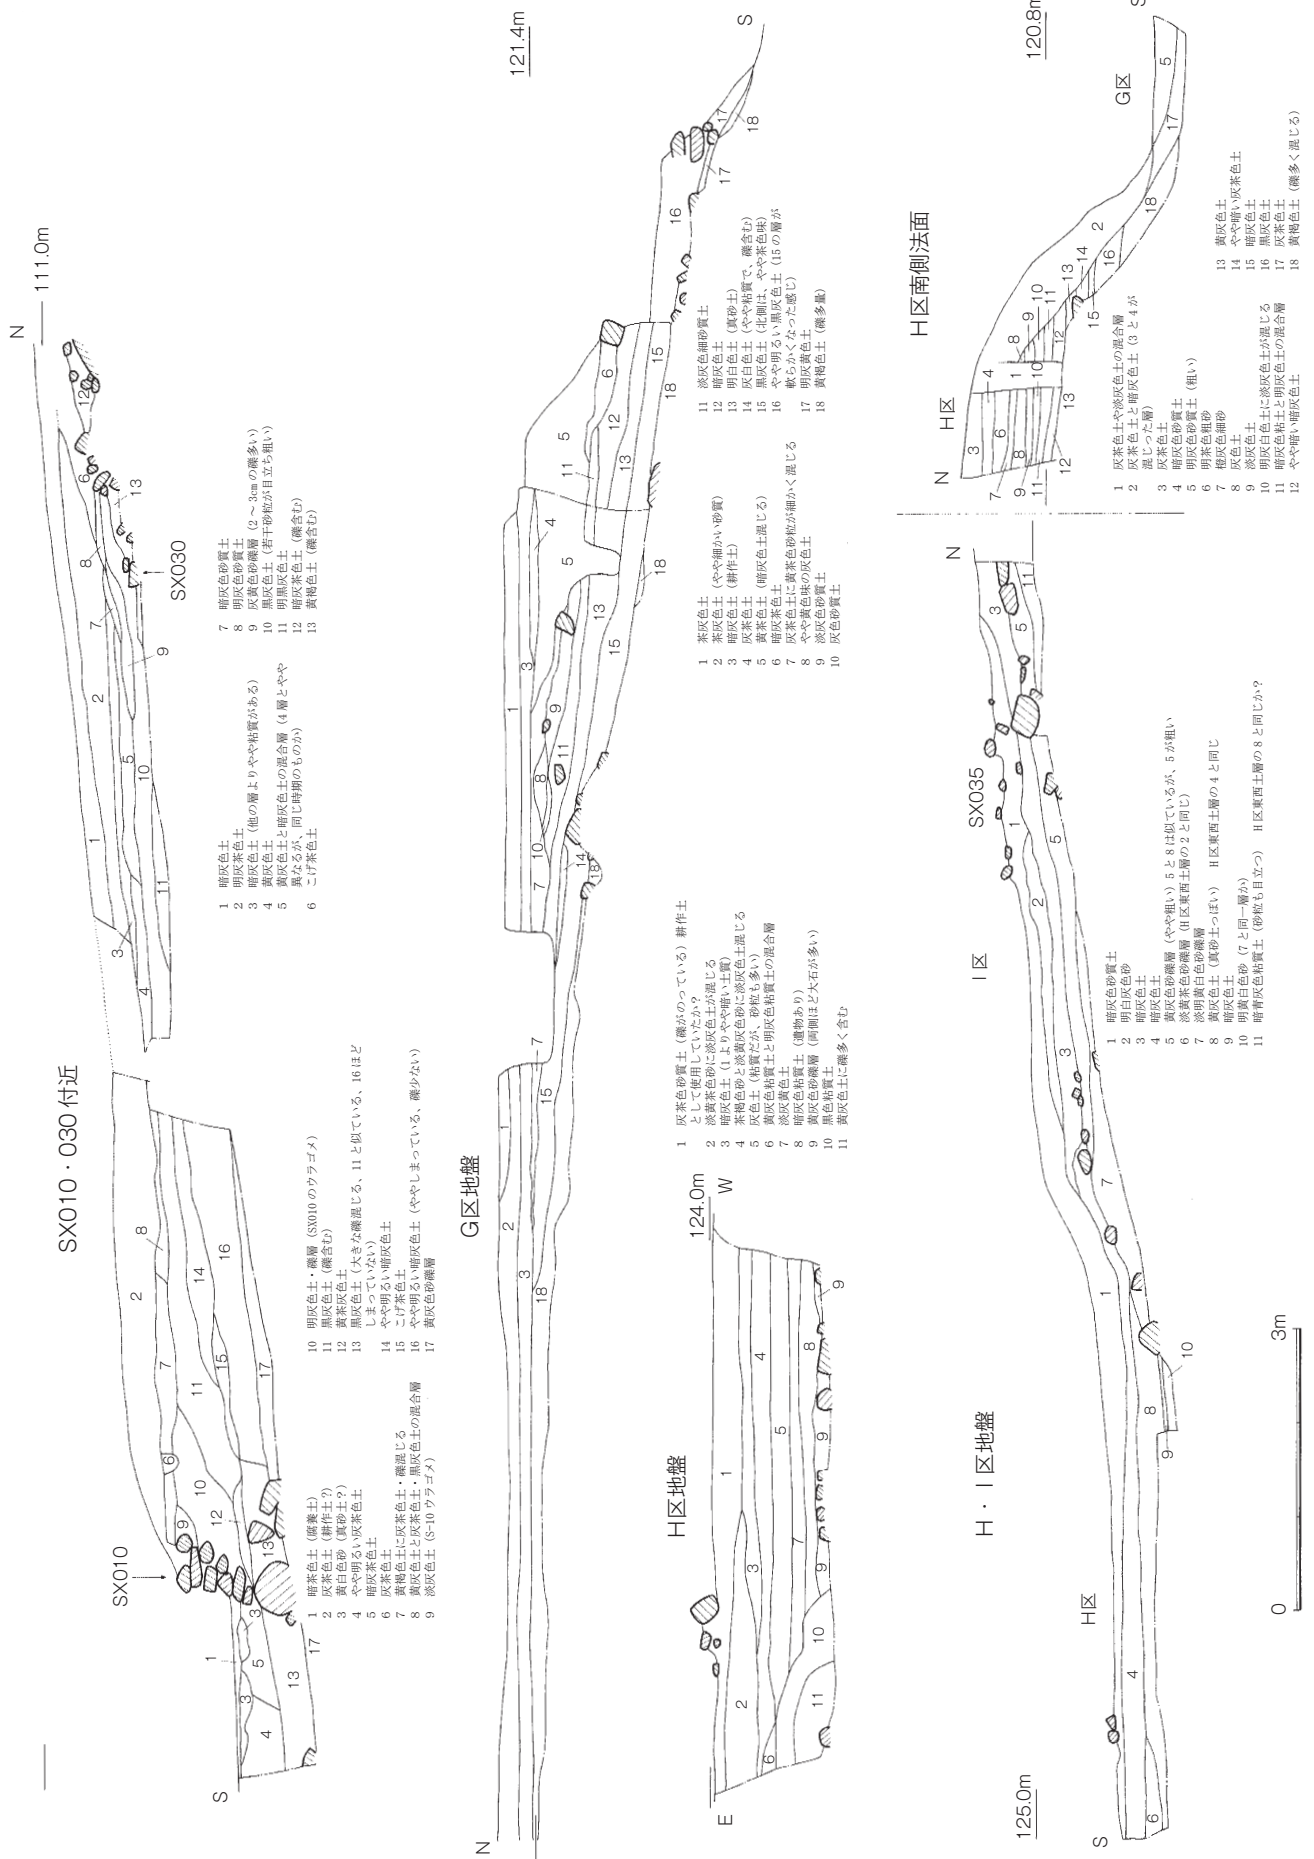 SX010・030付近
N
111.0m
SX010
SX030
S
1 暗茶色土（腐養土）
2 灰茶色土（耕作土？）
3 黄白色砂（真砂土？）
4 やや明るい灰茶色土
5 暗灰茶色土
6 灰茶色土
7 黄褐色土に灰茶色土・礫混じる
8 黄灰色土と灰茶色土・黒灰色土の混合層
9 淡灰色土（S-10ウラゴメ）
10 明灰色土・礫層（SX010のウラゴメ）
11 黒灰色土（礫含む）
12 黄茶灰色土
13 黒灰色土（大きな礫混じる、11と似ている、16ほど
しまっていない）
14 やや明るい暗灰色土
15 こげ茶色土
16 やや明るい暗灰色土（ややしまっている、礫少ない）
17 黄灰色砂礫層
1 暗灰色土
2 明灰茶色土
3 暗灰色土（他の層よりやや粘質がある）
4 黄灰色土
5 黄灰色土と暗灰色土の混合層（4層とやや
異なるが、同じ時期のものか）
6 こげ茶色土
7 暗灰色砂質土
8 明灰色砂質土
9 灰黄色砂礫層（2～3cmの礫多い）
10 黒灰色土（若干砂粒が目立ち粗い）
11 明黒灰色土
12 暗灰茶色土（礫含む）
13 黄褐色土（礫含む）
G区地盤
121.4m
N
S
1 茶灰色土
2 茶灰色土（やや細かい砂質）
3 暗灰色土（耕作土）
4 灰茶色土
5 黄茶色土（暗灰色土混じる）
6 暗灰茶色土
7 灰茶色土に黄茶色砂粒が細かく混じる
8 やや黄色味の灰色土
9 淡灰色砂質土
10 灰色砂質土
11 淡灰色細砂質土
12 暗灰色土
13 明白色土（真砂土）
14 灰白色土（やや粘質で、礫含む）
15 黒灰色土（北側は、やや茶色味）
16 やや明るい黒灰色土（15の層が
軟らかくなった感じ）
17 明灰黄色土
18 黄褐色土（礫多量）
H区地盤
124.0m
E
W
1 灰茶色砂質土（礫がのっている）耕作土
として使用していたか？
2 淡黄茶色砂に淡灰色土が混じる
3 暗灰色土（1よりやや暗い土質）
4 茶褐色砂と淡黄灰色砂に淡灰色土混じる
5 灰色土（粘質だが、砂粒も多い）
6 黄灰色粘質土と明灰色粘質土の混合層
7 淡灰黄色土
8 暗灰色粘質土（遺物あり）
9 黄灰色砂礫層（両側ほど大石が多い）
10 黒色粘質土
11 黄灰色土に礫多く含む
H・I区地盤
125.0m
S
N
H区
I区
SX035
1 暗灰色砂質土
2 明白灰色砂
3 暗灰色土
4 暗灰色土
5 黄灰色砂礫層（やや粗い）5と8は似ているが、5が粗い
6 淡黄茶色砂礫層（H区東西土層の2と同じ）
7 淡明黄白色砂礫層
8 黄灰色土（真砂土っぽい） H区東西土層の4と同じ
9 暗灰色土
10 明黄白色砂（7と同一層か）
11 暗青灰色粘質土（砂粒も目立つ） H区東西土層の8と同じか？
H区南側法面
120.8m
N
S
H区
G区
1 灰茶色土や淡灰色土の混合層
2 灰茶色土と暗灰色土（3と4が
混じった層）
3 灰茶色土
4 暗灰色砂質土
5 明灰色砂質土（粗い）
6 明茶色粗砂
7 橙灰色細砂
8 灰色土
9 淡灰色土
10 明灰白色土に淡灰色土が混じる
11 暗灰色粘土と明灰色土の混合層
12 やや暗い暗灰色土
13 黄灰色土
14 やや暗い灰茶色土
15 暗灰色土
16 黒灰色土
17 灰茶色土
18 黄褐色土（礫多く混じる）
0
3m